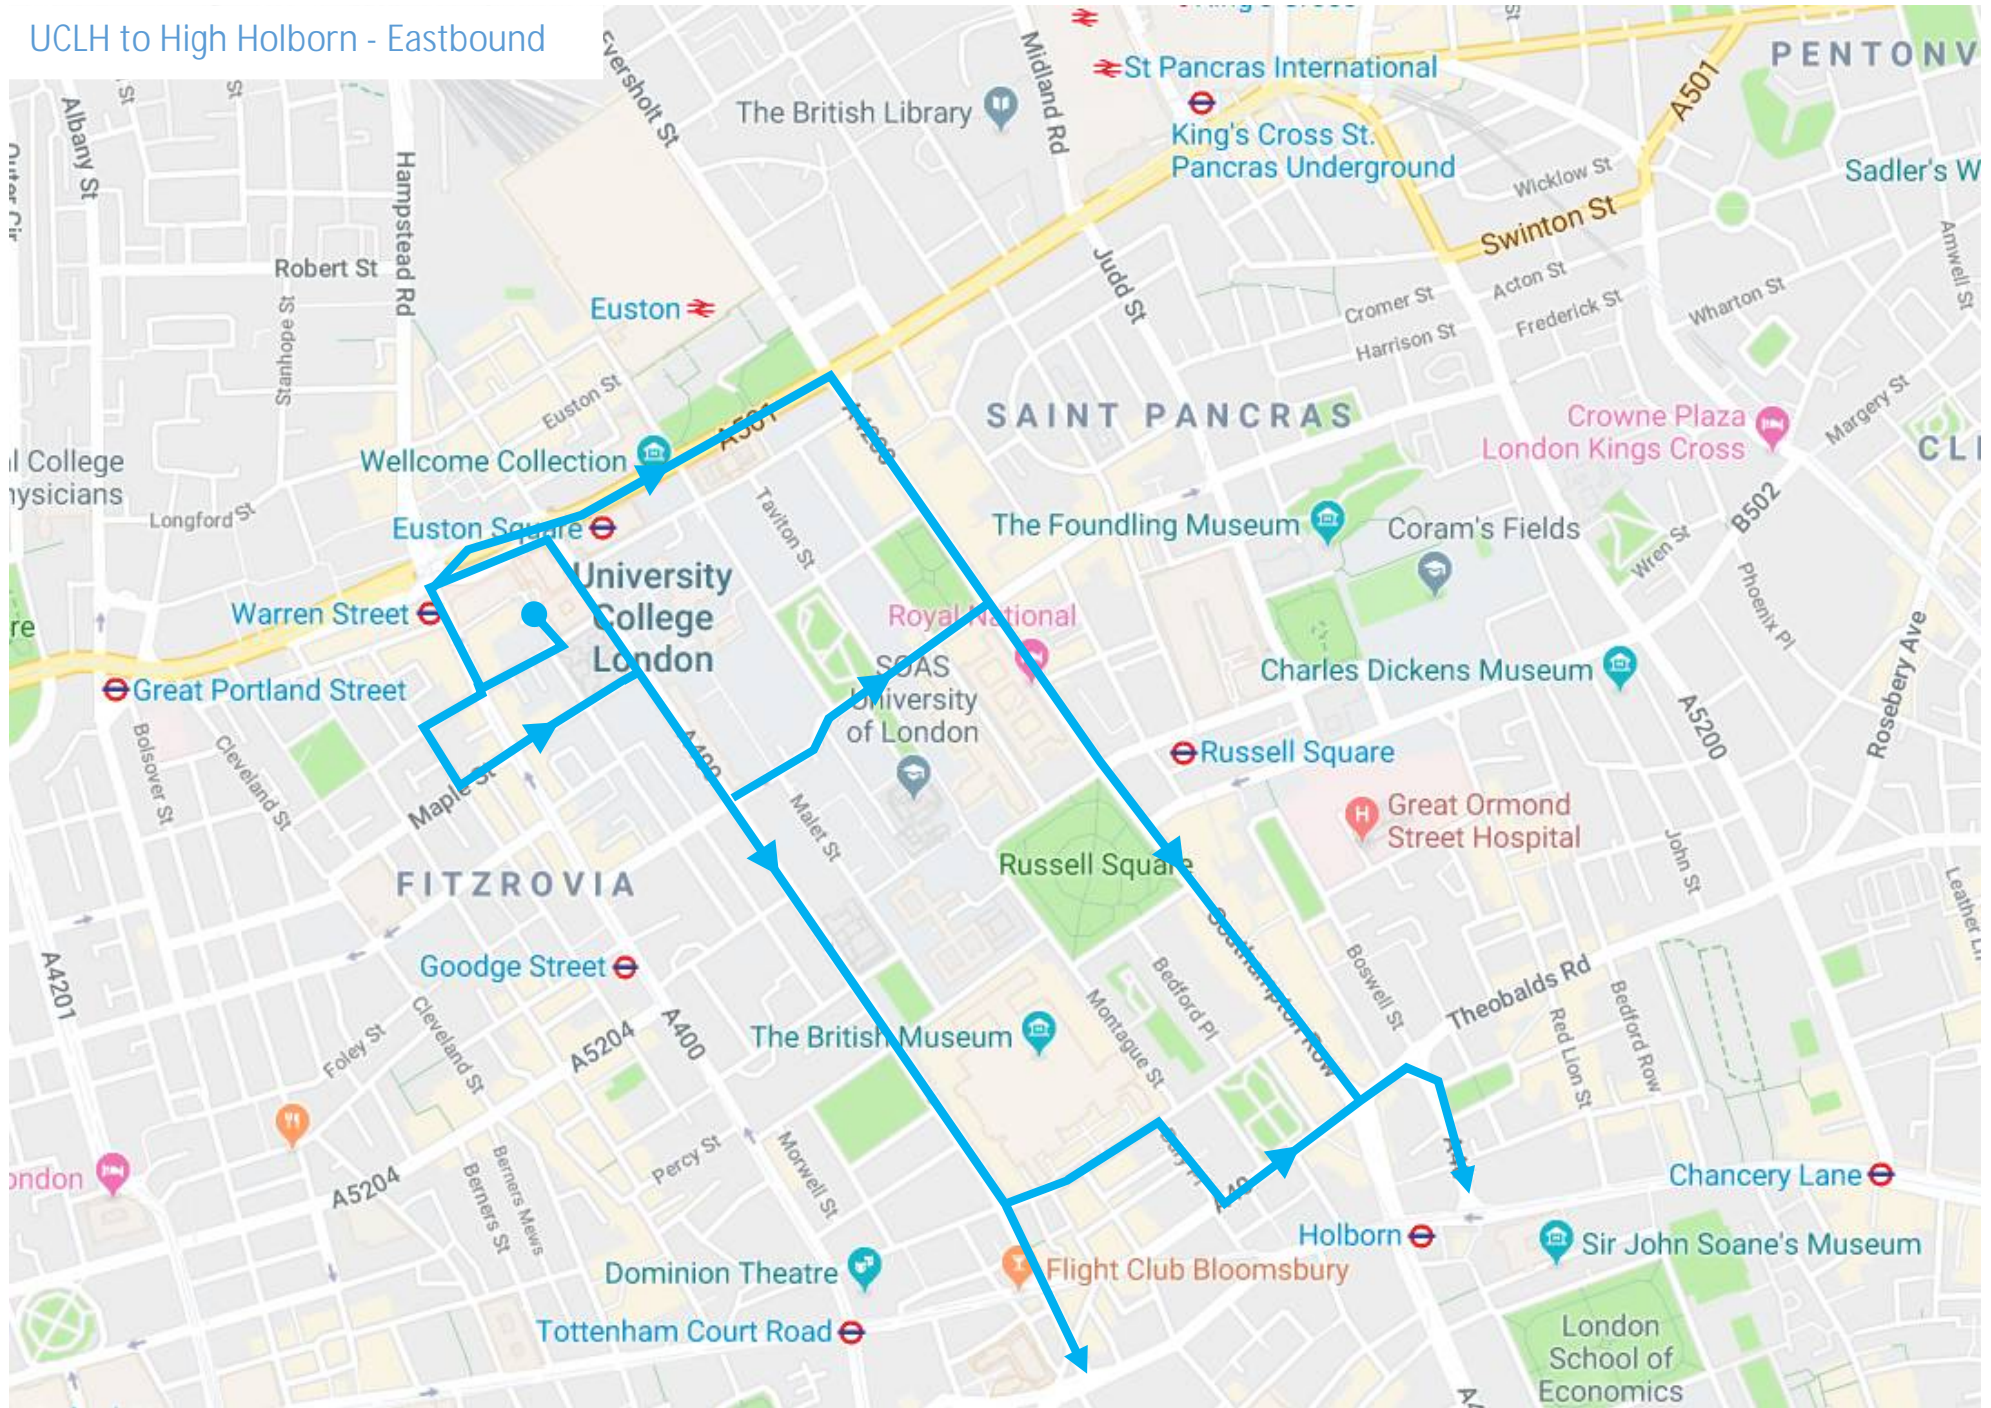 UCLH to High Holborn - Eastbound
PENTONV
St Pancras International
The British Library
King's Cross St.
Pancras Underground
Eversholt St
Midland Rd
A501
Albany St
St
St
St
Hampstead Rd
Wicklow St
Sadler's W
Swinton St
Amwell St
Robert St
Judd St
Acton St
Euston
Cromer St
Frederick St
Wharton St
Stanhope St
Harrison St
Euston St
Margery St
SAINT PANCRAS
Crowne Plaza
London Kings Cross
CL
A501
l College
hysicians
Wellcome Collection
Longford St
Taviton St
B502
Euston Square
The Foundling Museum
Coram's Fields
Wren St
University
College
London
Phoenix Pl
Warren Street
Royal National
re
SOAS
University
of London
Charles Dickens Museum
Great Portland Street
Rosebery Ave
A5200
Bolsover St
Cleveland St
Russell Square
Maple St
A400
Malet St
Great Ormond
Street Hospital
Russell Square
John St
FITZROVIA
Leather Ln
Southampton Row
Boswell St
A4201
Goodge Street
Bedford Pl
Theobalds Rd
Bedford Row
Red Lion St
Montague St
Cleveland St
A400
Foley St
A5204
The British Museum
Percy St
Morwell St
Berners Mews
Berners St
A5204
ondon
Chancery Lane
Holborn
Sir John Soane's Museum
Dominion Theatre
Flight Club Bloomsbury
Tottenham Court Road
London
School of
Economics